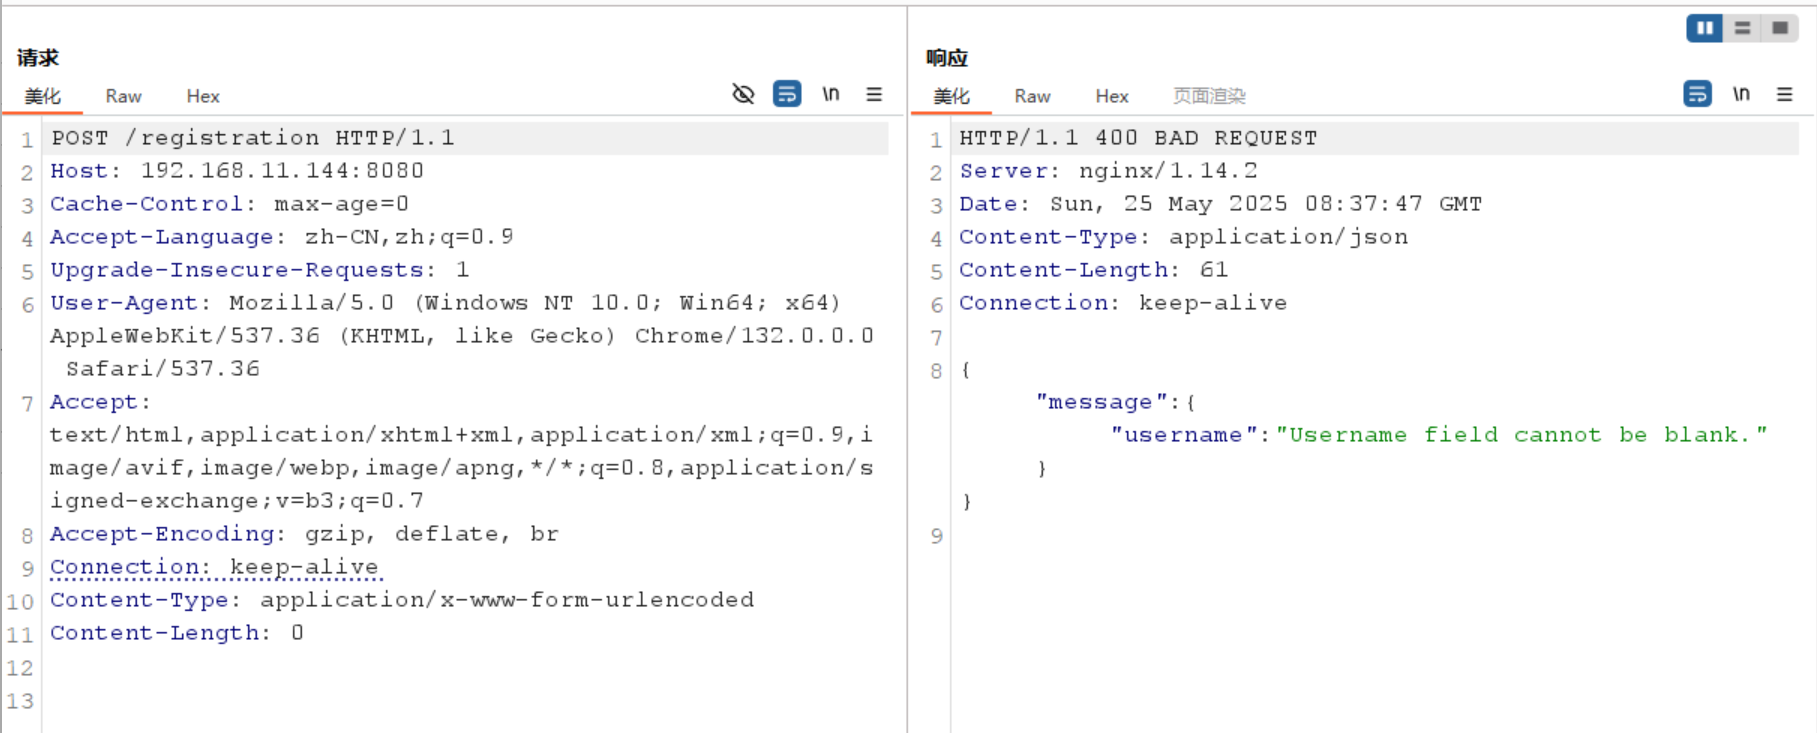 请求
美化 Raw Hex \n
1 POST /registration HTTP/1.1
2 Host: 192.168.11.144:8080
3 Cache-Control: max-age=0
4 Accept-Language: zh-CN,zh;q=0.9
5 Upgrade-Insecure-Requests: 1
6 User-Agent: Mozilla/5.0 (Windows NT 10.0; Win64; x64)
AppleWebKit/537.36 (KHTML, like Gecko) Chrome/132.0.0.0
Safari/537.36
7 Accept:
text/html,application/xhtml+xml,application/xml;q=0.9,i
mage/avif,image/webp,image/apng,*/*;q=0.8,application/s
igned-exchange;v=b3;q=0.7
8 Accept-Encoding: gzip, deflate, br
9 Connection: keep-alive
10 Content-Type: application/x-www-form-urlencoded
11 Content-Length: 0
12
13
响应
美化 Raw Hex 页面渲染 \n
1 HTTP/1.1 400 BAD REQUEST
2 Server: nginx/1.14.2
3 Date: Sun, 25 May 2025 08:37:47 GMT
4 Content-Type: application/json
5 Content-Length: 61
6 Connection: keep-alive
7
8 {
"message":{
"username":"Username field cannot be blank."
}
}
9